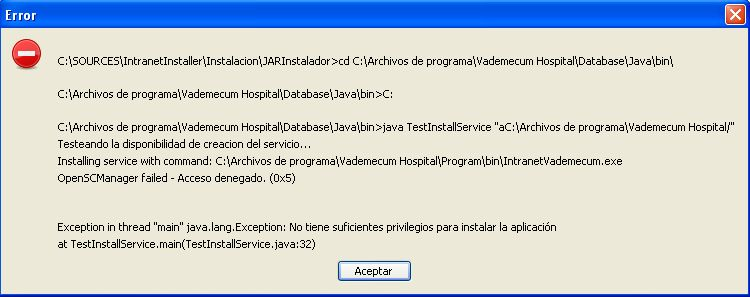 Error
C:\SOURCES\IntranetInstaller\Instalacion\JARInstalador>cd C:\Archivos de programa\Vademecum Hospital\Database\Java\bin\
C:\Archivos de programa\Vademecum Hospital\Database\Java\bin>C:
C:\Archivos de programa\Vademecum Hospital\Database\Java\bin>java TestInstallService "aC:\Archivos de programa\Vademecum Hospital/"
Testeando la disponibilidad de creacion del servicio...
Installing service with command: C:\Archivos de programa\Vademecum Hospital\Program\bin\IntranetVademecum.exe
OpenSCManager failed - Acceso denegado. (0x5)
Exception in thread "main" java.lang.Exception: No tiene suficientes privilegios para instalar la aplicación
at TestInstallService.main(TestInstallService.java:32)
Aceptar